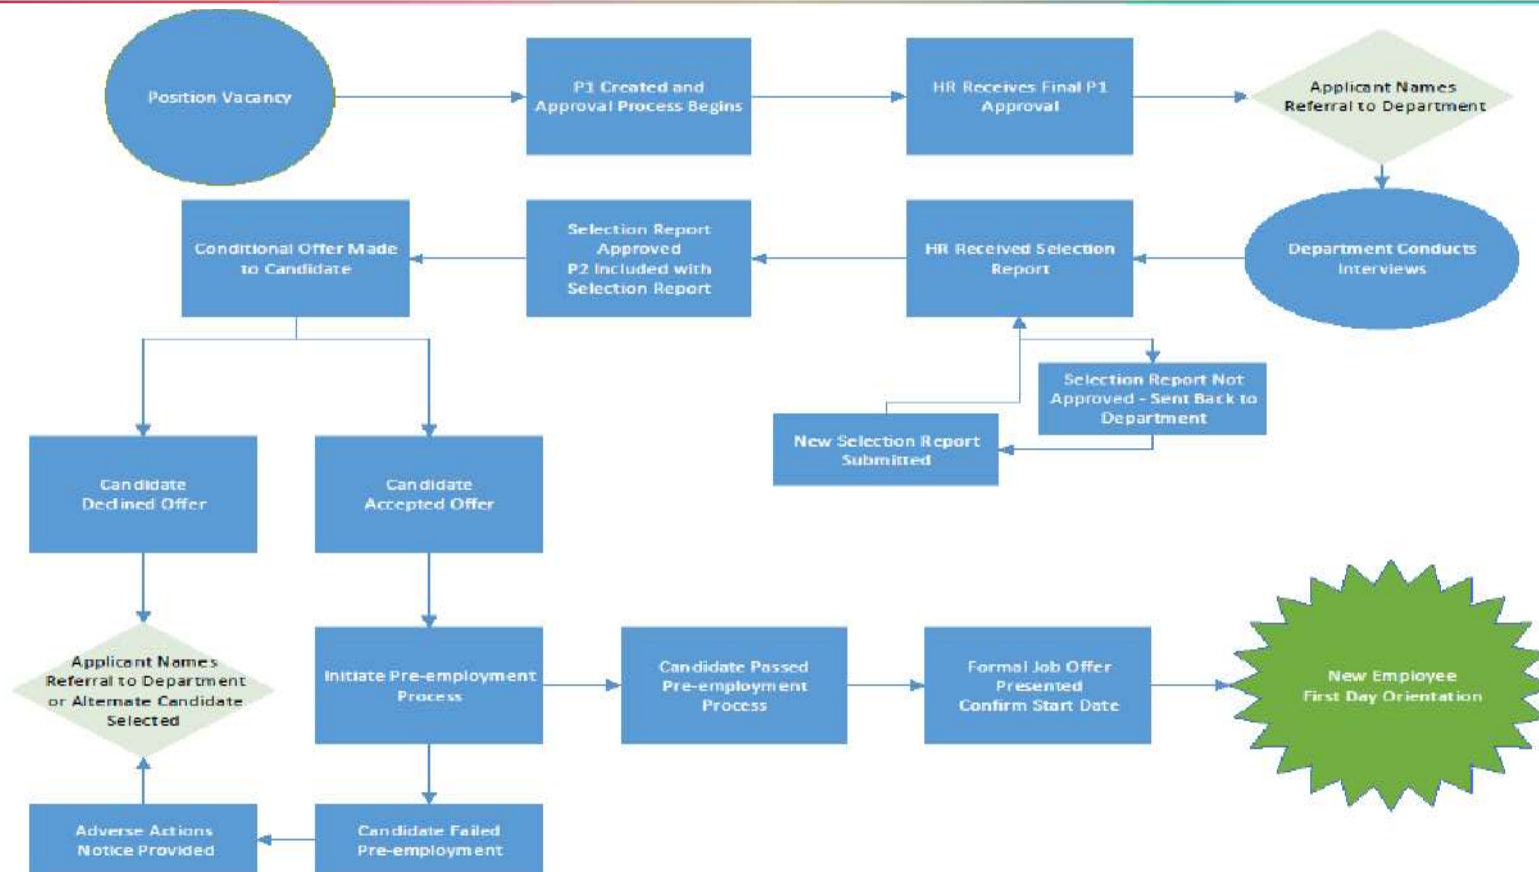 Position Vacancy
P1 Created and
Approval Process Begins
HR Receives Final P1
Approval
Applicant Names
Referral to Department
Conditional Offer Made
to Candidate
Selection Report
Approved
P2 Included with
Selection Report
HR Received Selection
Report
Department Conducts
Interviews
Selection Report Not
Approved - Sent Back to
Department
New Selection Report
Submitted
Candidate
Declined Offer
Candidate
Accepted Offer
Applicant Names
Referral to Department
or Alternate Candidate
Selected
Initiate Pre-employment
Process
Candidate Passed
Pre-employment
Process
Formal Job Offer
Presented
Confirm Start Date
New Employee
First Day Orientation
Adverse Actions
Notice Provided
Candidate Failed
Pre-employment